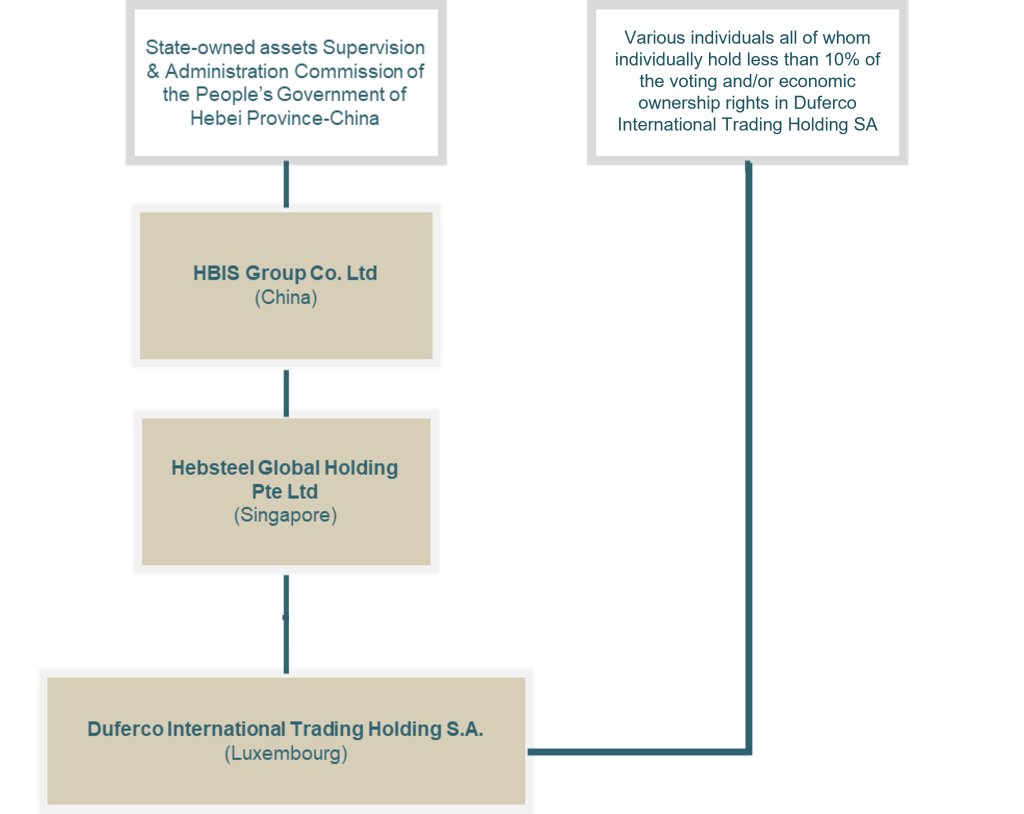 State-owned assets Supervision
& Administration Commission of
the People's Government of
Hebei Province-China
Various individuals all of whom
individually hold less than 10% of
the voting and/or economic
ownership rights in Duferco
International Trading Holding SA
HBIS Group Co. Ltd
(China)
Hebsteel Global Holding
Pte Ltd
(Singapore)
Duferco International Trading Holding S.A.
(Luxembourg)